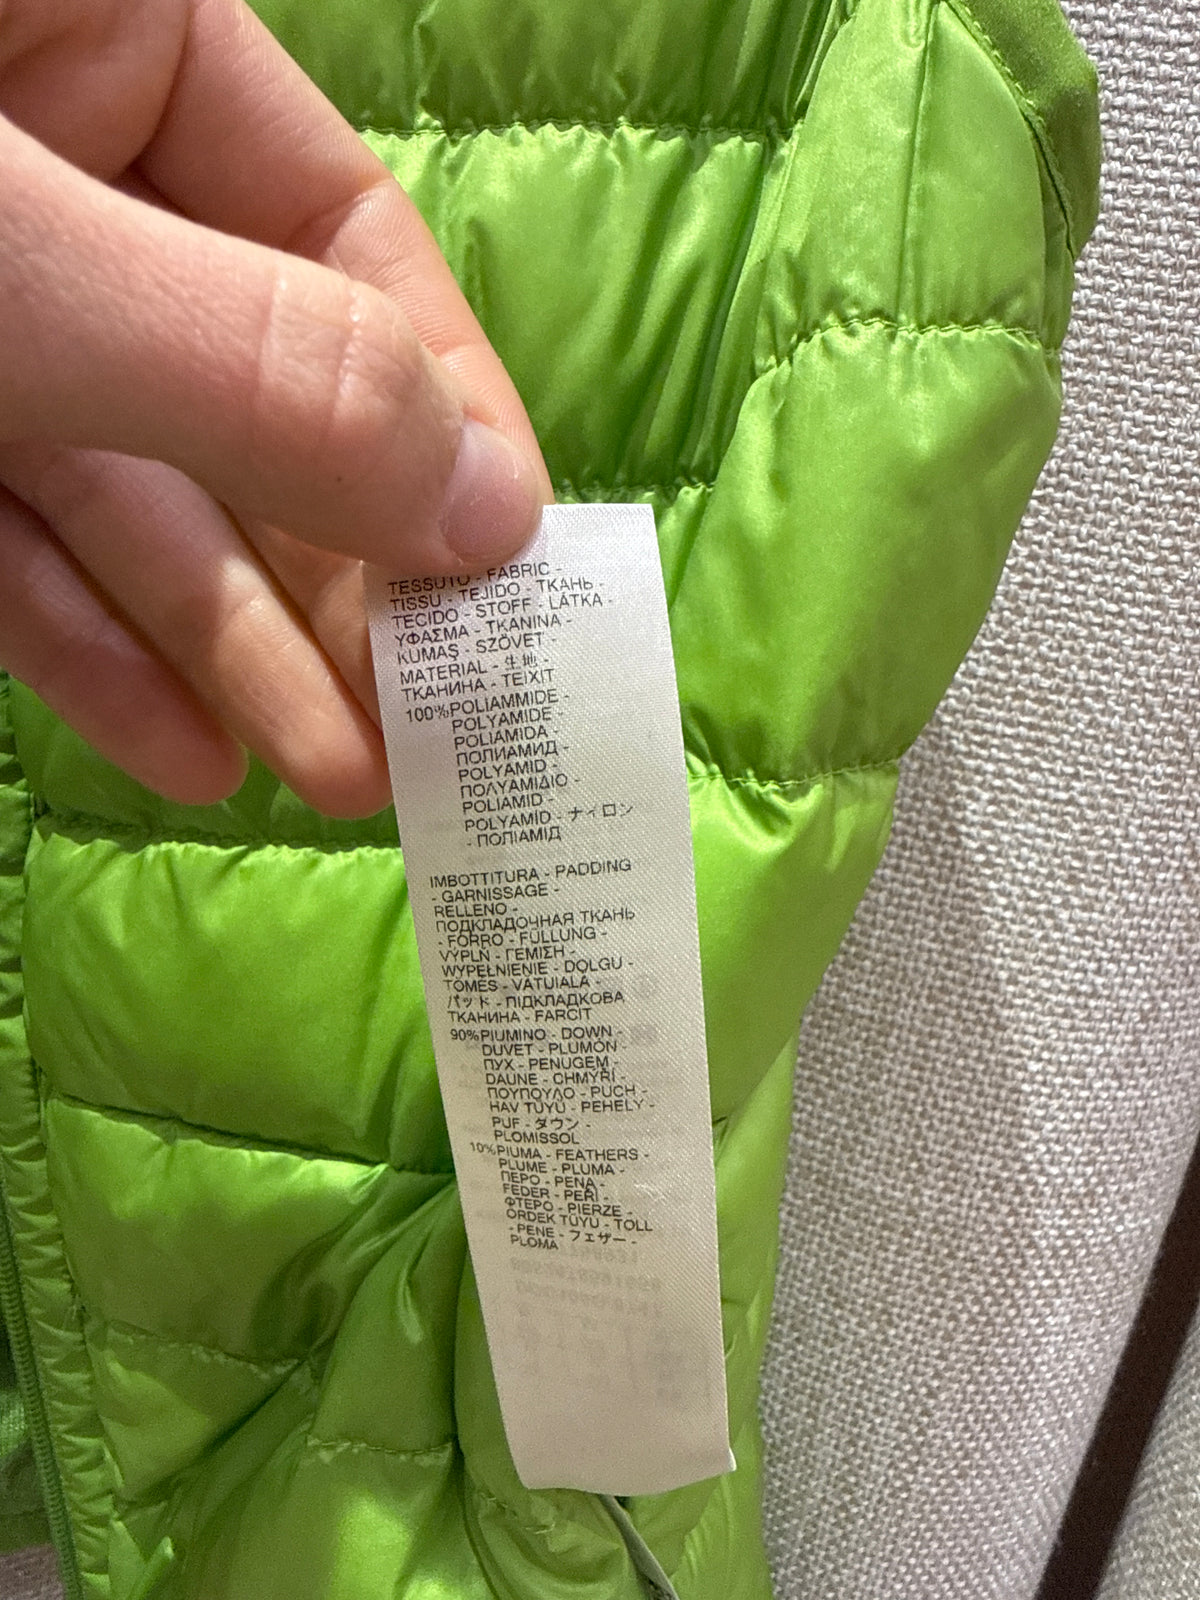 TESSUTO - FABRIC -
TISSU - TEJIDO - ТКАНЬ -
TECIDO - STOFF - LÁTKA -
ΥΦΑΣΜΑ - TKANINA -
KUMAŞ - SZÖVET -
MATERIAL - 生地 -
ТКАНИНА - TEIXIT
100%POLIAMMIDE -
POLYAMIDE -
POLIAMIDA -
ПОЛИАМИД -
POLYAMID -
ΠΟΛΥΑΜΙΔΙΟ -
POLIAMID -
POLYAMID - ナイロン
- ПОЛІАМІД
IMBOTTITURA - PADDING
- GARNISSAGE -
RELLENO -
ПОДКЛАДОЧНАЯ ТКАНЬ
- FORRO - FÜLLUNG -
VÝPLŇ - ΓΕΜΙΣΗ -
WYPEŁNIENIE - DOLGU -
TÖMÉS - VATUIALĂ -
パッド - ПІДКЛАДКОВА
ТКАНИНА - FARCIT
90%PIUMINO - DOWN -
DUVET - PLUMÓN -
ПУХ - PENUGEM -
DAUNE - CHMÝŘÍ -
ΠΟΥΠΟΥΛΟ - PUCH -
HAV TÜYÜ - PEHELY -
PUF - ダウン -
PLOMISSOL
10%PIUMA - FEATHERS -
PLUME - PLUMA -
ПЕРО - PENA -
FEDER - PEŘÍ -
ΦΤΕΡΟ - PIERZE -
ÖRDEK TÜYÜ - TOLL
- PENE - フェザー -
PLOMA